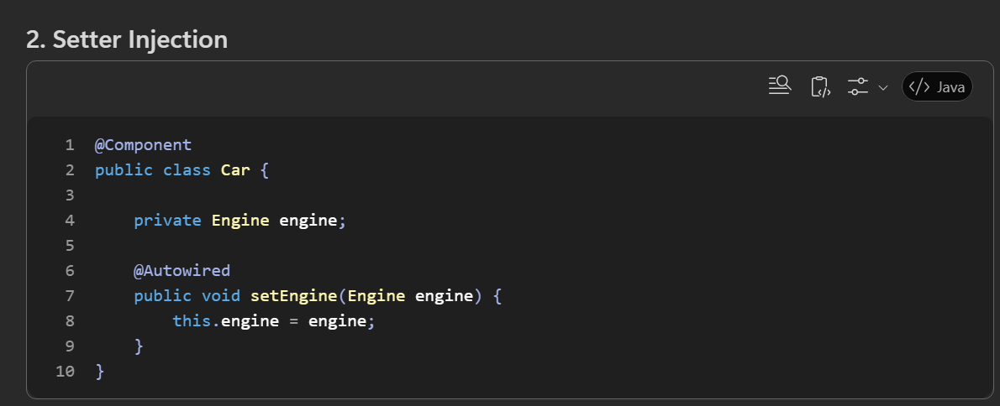 2. Setter Injection
</> Java
1 @Component
2 public class Car {
3
4     private Engine engine;
5
6     @Autowired
7     public void setEngine(Engine engine) {
8         this.engine = engine;
9     }
10 }